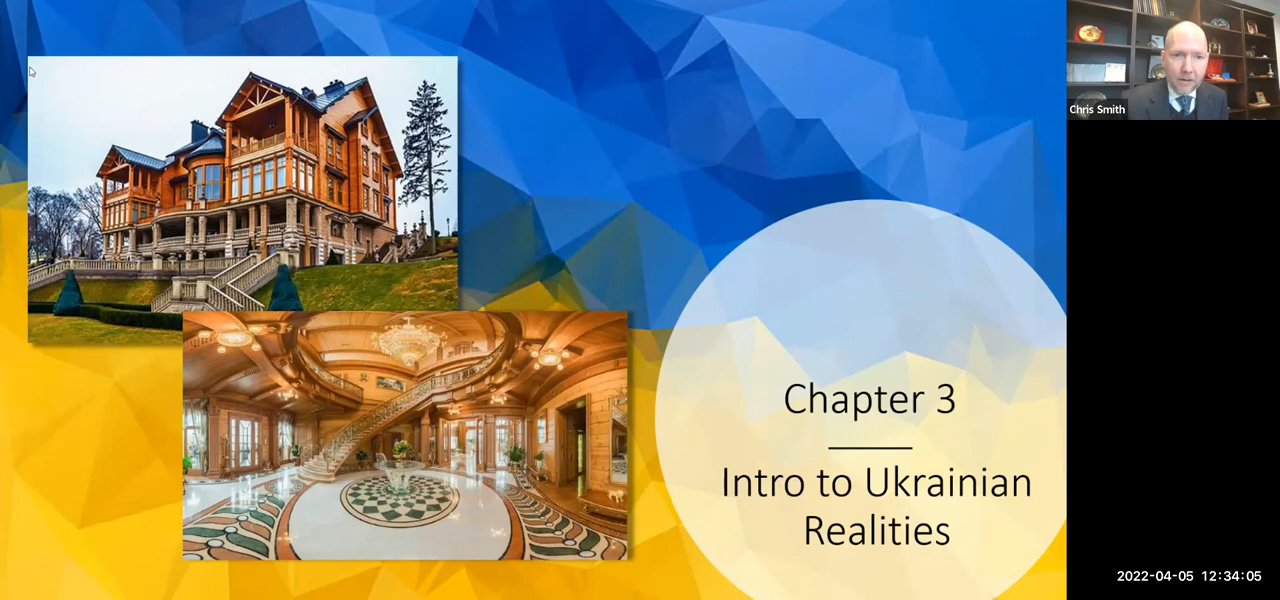 Chris Smith
Chapter 3
Intro to Ukrainian
Realities
2022-04-05 12:34:05